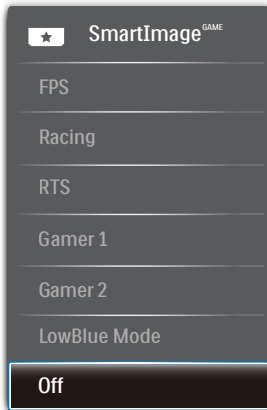 SmartImage GAME
FPS
Racing
RTS
Gamer 1
Gamer 2
LowBlue Mode
Off